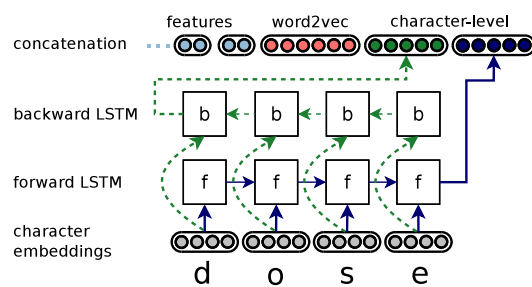 features word2vec character-level
concatenation
backward LSTM b b b b
forward LSTM f f f f
character
embeddings
d o s e